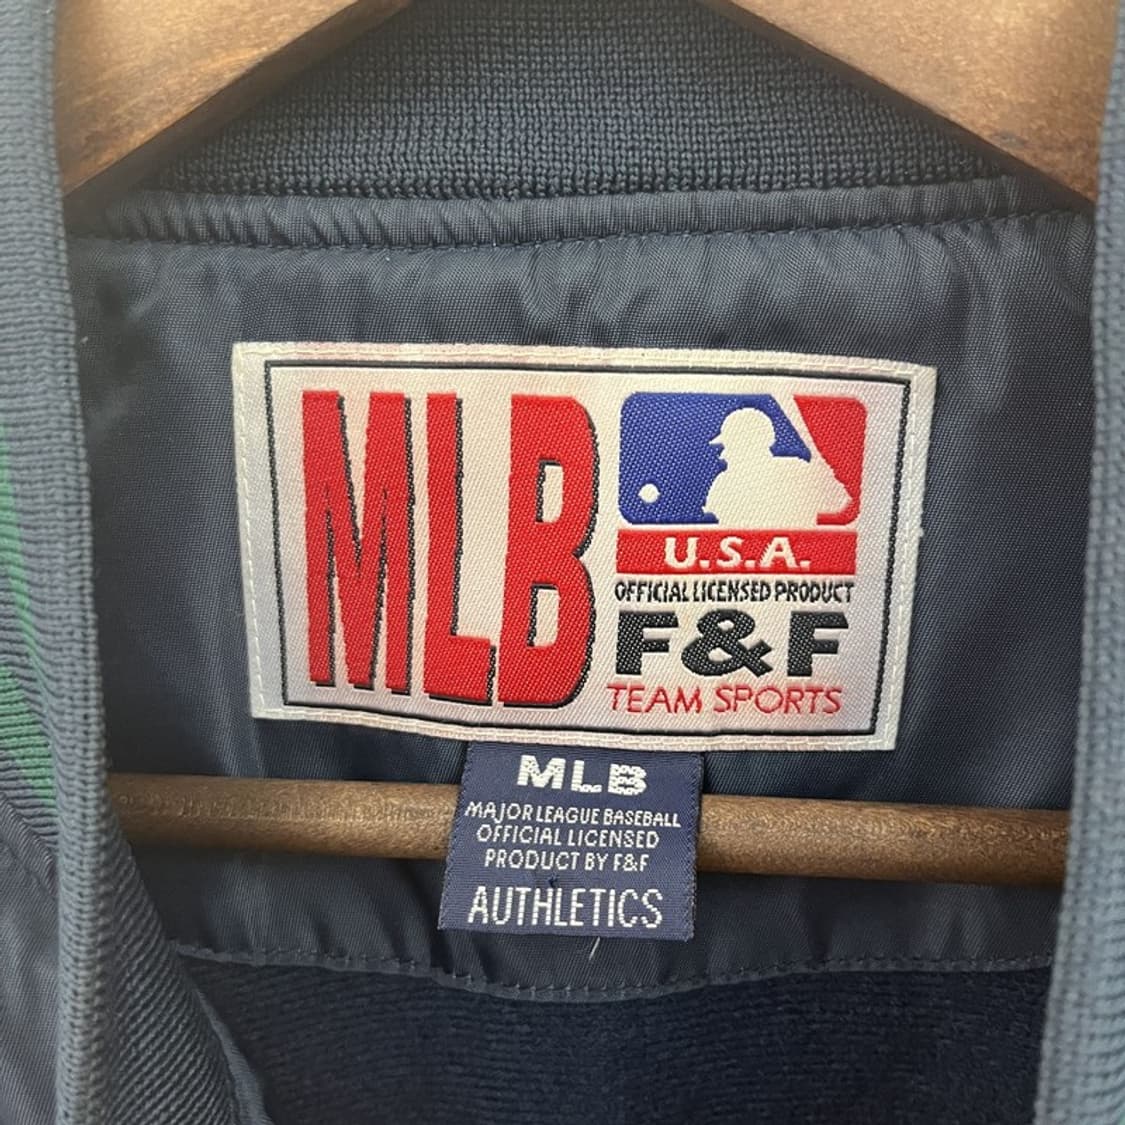 MLB
U.S.A.
OFFICIAL LICENSED PRODUCT
F&F
TEAM SPORTS
MLB
MAJOR LEAGUE BASEBALL
OFFICIAL LICENSED
PRODUCT BY F&F
AUTHLETICS